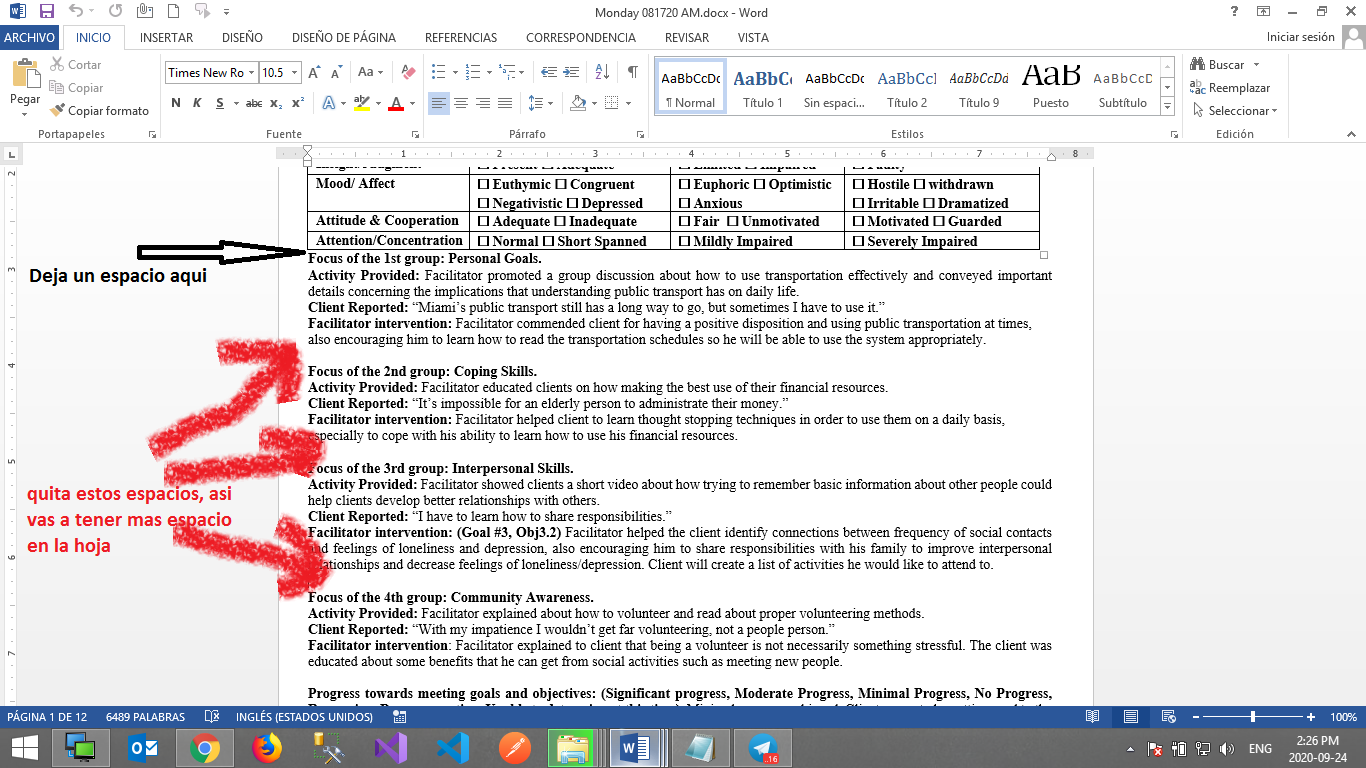 Monday 081720 AM.docx - Word
ARCHIVO INICIO INSERTAR DISEÑO DISEÑO DE PÁGINA REFERENCIAS CORRESPONDENCIA REVISAR VISTA Iniciar sesión
Pegar
Cortar
Copiar
Copiar formato
Times New Ro 10.5
N K S abc x₂ x²
AaBbCcDc AaBbC AaBbCcDc AaBbCcI AaBbCcDd AaB AaBbCcD
¶ Normal Título 1 Sin espaci... Título 2 Título 9 Puesto Subtítulo
Buscar
Reemplazar
Seleccionar
Portapapeles Fuente Párrafo Estilos Edición
1 2 3 4 5 6 7 8
Mood/ Affect ☐ Euthymic ☐ Congruent ☐ Euphoric ☐ Optimistic ☐ Hostile ☐ withdrawn
☐ Negativistic ☐ Depressed ☐ Anxious ☐ Irritable ☐ Dramatized
Attitude & Cooperation ☐ Adequate ☐ Inadequate ☐ Fair ☐ Unmotivated ☐ Motivated ☐ Guarded
Attention/Concentration ☐ Normal ☐ Short Spanned ☐ Mildly Impaired ☐ Severely Impaired
Deja un espacio aqui
Focus of the 1st group: Personal Goals.
Activity Provided: Facilitator promoted a group discussion about how to use transportation effectively and conveyed important
details concerning the implications that understanding public transport has on daily life.
Client Reported: “Miami’s public transport still has a long way to go, but sometimes I have to use it.”
Facilitator intervention: Facilitator commended client for having a positive disposition and using public transportation at times,
also encouraging him to learn how to read the transportation schedules so he will be able to use the system appropriately.
Focus of the 2nd group: Coping Skills.
Activity Provided: Facilitator educated clients on how making the best use of their financial resources.
Client Reported: “It’s impossible for an elderly person to administrate their money.”
Facilitator intervention: Facilitator helped client to learn thought stopping techniques in order to use them on a daily basis,
especially to cope with his ability to learn how to use his financial resources.
quita estos espacios, asi
vas a tener mas espacio
en la hoja
Focus of the 3rd group: Interpersonal Skills.
Activity Provided: Facilitator showed clients a short video about how trying to remember basic information about other people could
help clients develop better relationships with others.
Client Reported: “I have to learn how to share responsibilities.”
Facilitator intervention: (Goal #3, Obj3.2) Facilitator helped the client identify connections between frequency of social contacts
and feelings of loneliness and depression, also encouraging him to share responsibilities with his family to improve interpersonal
relationships and decrease feelings of loneliness/depression. Client will create a list of activities he would like to attend to.
Focus of the 4th group: Community Awareness.
Activity Provided: Facilitator explained about how to volunteer and read about proper volunteering methods.
Client Reported: “With my impatience I wouldn’t get far volunteering, not a people person.”
Facilitator intervention: Facilitator explained to client that being a volunteer is not necessarily something stressful. The client was
educated about some benefits that he can get from social activities such as meeting new people.
Progress towards meeting goals and objectives: (Significant progress, Moderate Progress, Minimal Progress, No Progress,
PÁGINA 1 DE 12 6489 PALABRAS INGLÉS (ESTADOS UNIDOS) 100%
.16
ENG
2:26 PM
2020-09-24